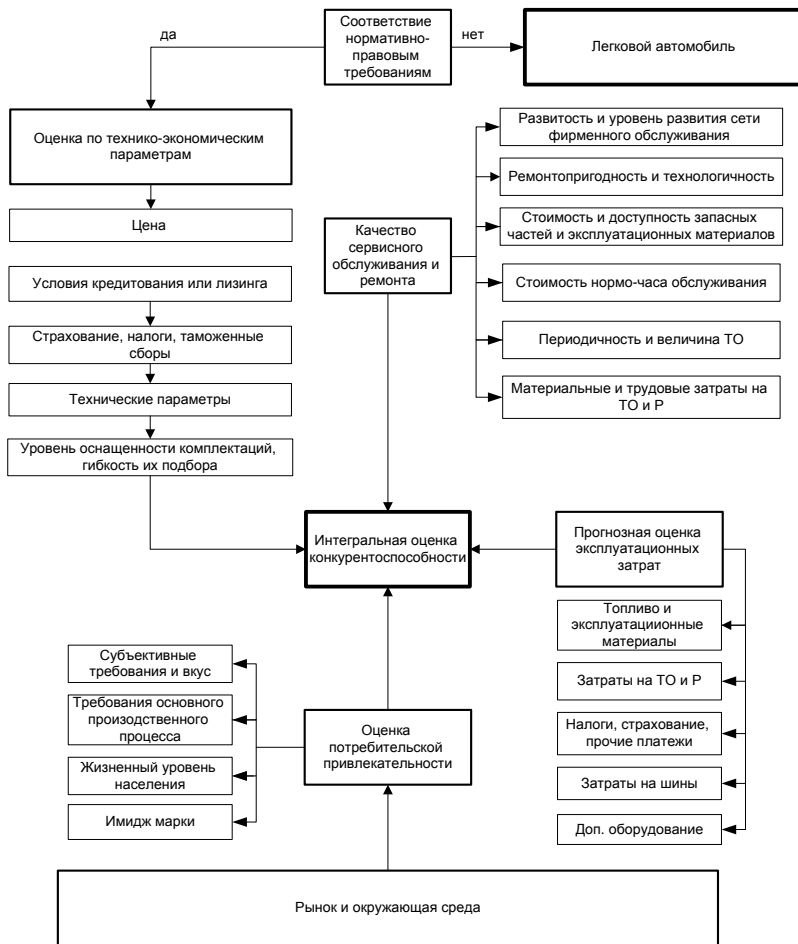 да
Соответствие
нормативно-
правовым
требованиям
нет
Легковой автомобиль
Оценка по технико-экономическим
параметрам
Цена
Условия кредитования или лизинга
Страхование, налоги, таможенные
сборы
Технические параметры
Уровень оснащенности комплектаций,
гибкость их подбора
Качество
сервисного
обслуживания и
ремонта
Развитость и уровень развития сети
фирменного обслуживания
Ремонтопригодность и технологичность
Стоимость и доступность запасных
частей и эксплуатационных материалов
Стоимость нормо-часа обслуживания
Периодичность и величина ТО
Материальные и трудовые затраты на
ТО и Р
Интегральная оценка
конкурентоспособности
Прогнозная оценка
эксплуатационных
затрат
Топливо и
эксплуатациионные
материалы
Затраты на ТО и Р
Налоги, страхование,
прочие платежи
Затраты на шины
Доп. оборудование
Субъективные
требования и вкус
Требования основного
произодственного
процесса
Жизненный уровень
населения
Имидж марки
Оценка
потребительской
привлекательности
Рынок и окружающая среда